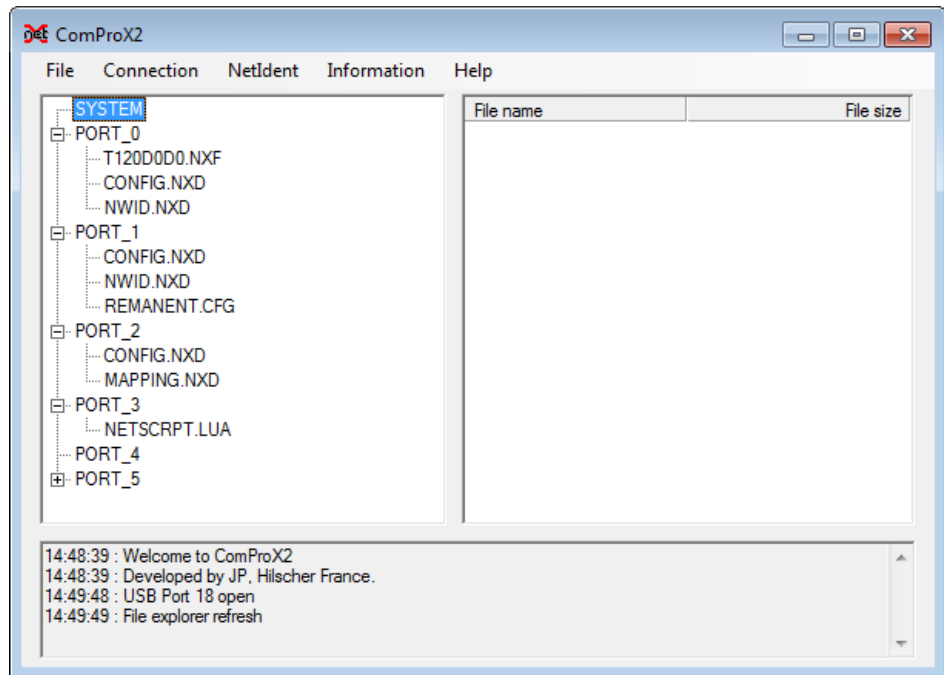 net ComProX2
File Connection NetIdent Information Help
SYSTEM
PORT_0
T120D0D0.NXF
CONFIG.NXD
NWID.NXD
PORT_1
CONFIG.NXD
NWID.NXD
REMANENT.CFG
PORT_2
CONFIG.NXD
MAPPING.NXD
PORT_3
NETSCRPT.LUA
PORT_4
PORT_5
File name File size
14:48:39 : Welcome to ComProX2
14:48:39 : Developed by JP, Hilscher France.
14:49:48 : USB Port 18 open
14:49:49 : File explorer refresh